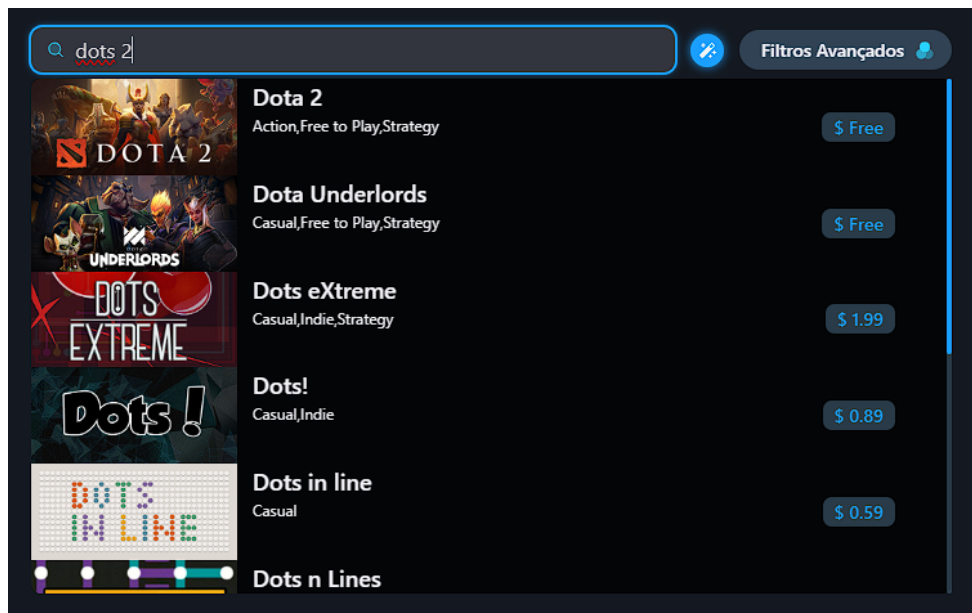 dots 2
Filtros Avançados
DOTA 2
Dota 2
Action,Free to Play,Strategy
$ Free
UNDERLORDS
Dota Underlords
Casual,Free to Play,Strategy
$ Free
DOTS
EXTREME
Dots eXtreme
Casual,Indie,Strategy
$ 1.99
Dots!
Dots!
Casual,Indie
$ 0.89
DOTS
IN LINE
Dots in line
Casual
$ 0.59
Dots n Lines